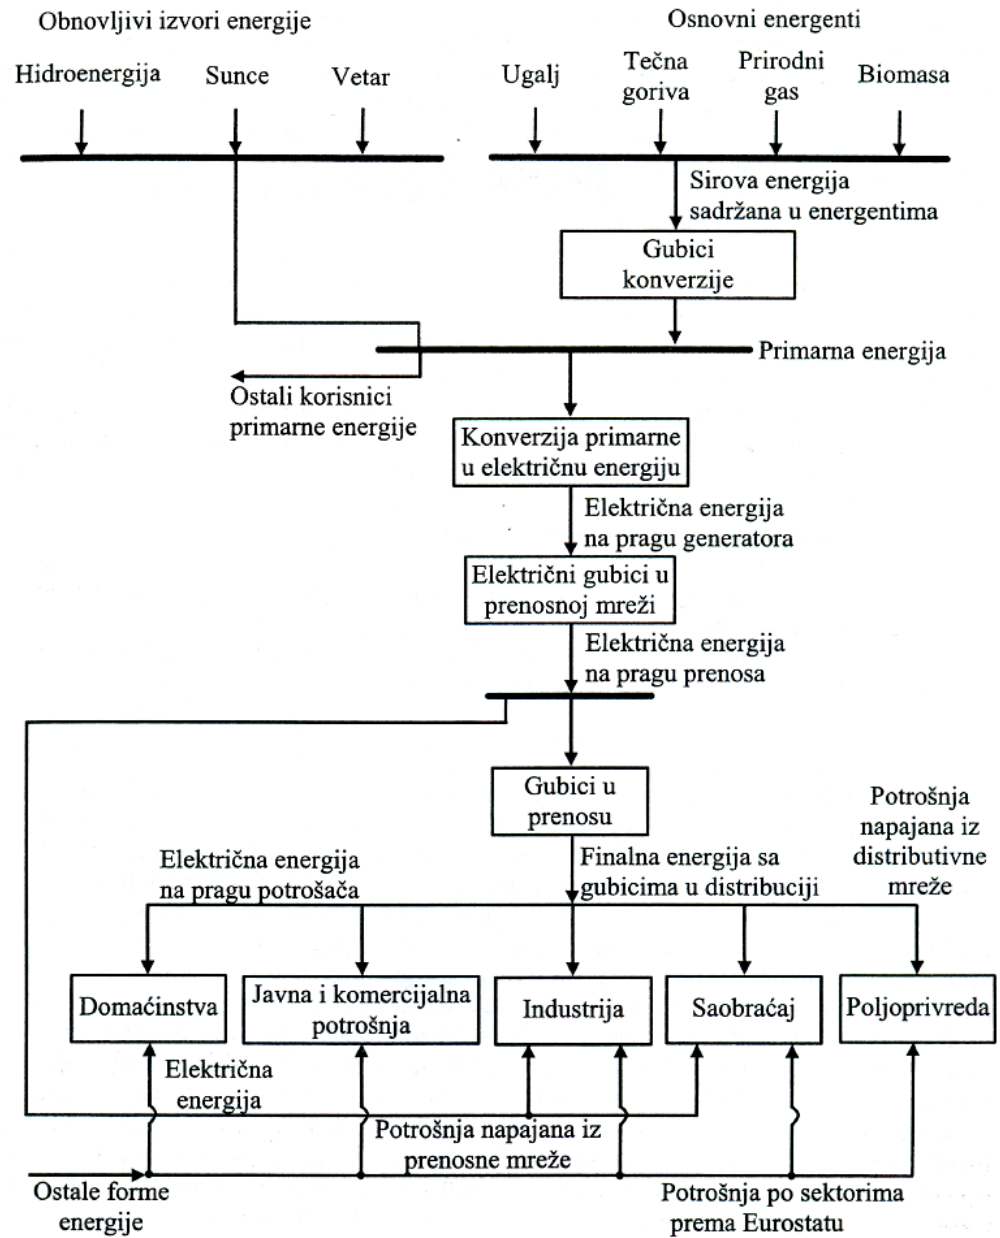 Obnovljivi izvori energije
Osnovni energenti
Hidroenergija
Sunce
Vetar
Ugalj
Tečna
goriva
Prirodni
gas
Biomasa
Sirova energija
sadržana u energentima
Gubici
konverzije
Primarna energija
Ostali korisnici
primarne energije
Konverzija primarne
u električnu energiju
Električna energija
na pragu generatora
Električni gubici u
prenosnoj mreži
Električna energija
na pragu prenosa
Gubici u
prenosu
Potrošnja
napajana iz
distributivne
mreže
Električna energija
na pragu potrošača
Finalna energija sa
gubicima u distribuciji
Domaćinstva
Javna i komercijalna
potrošnja
Industrija
Saobraćaj
Poljoprivreda
Električna
energija
Potrošnja napajana iz
prenosne mreže
Ostale forme
energije
Potrošnja po sektorima
prema Eurostatu